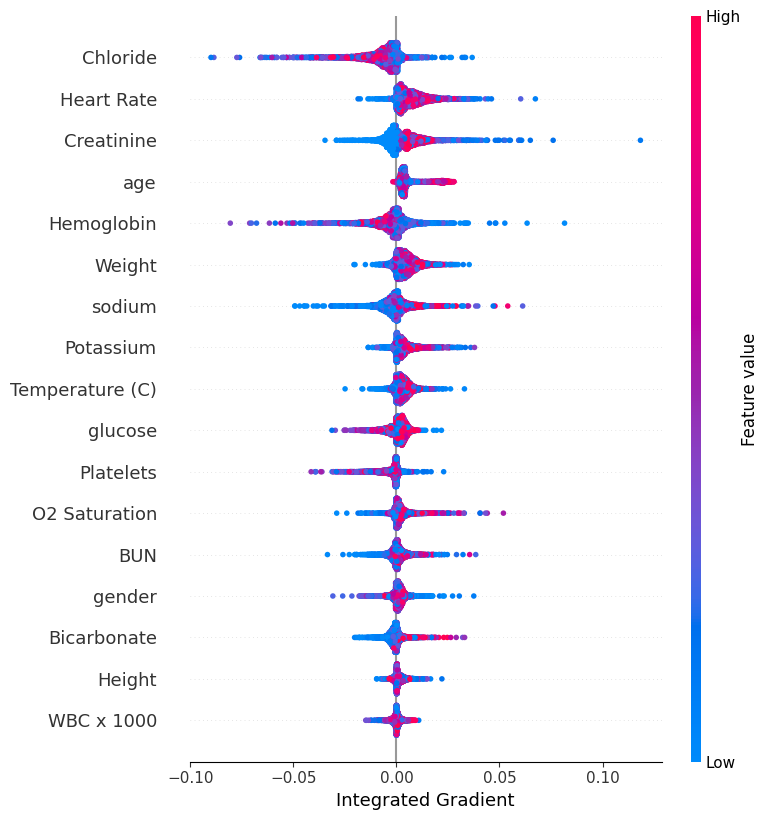 High
Chloride
Heart Rate
Creatinine
age
Hemoglobin
Weight
sodium
Potassium
Temperature (C)
glucose
Platelets
O2 Saturation
BUN
gender
Bicarbonate
Height
WBC x 1000
Feature value
Low
−0.10 −0.05 0.00 0.05 0.10
Integrated Gradient